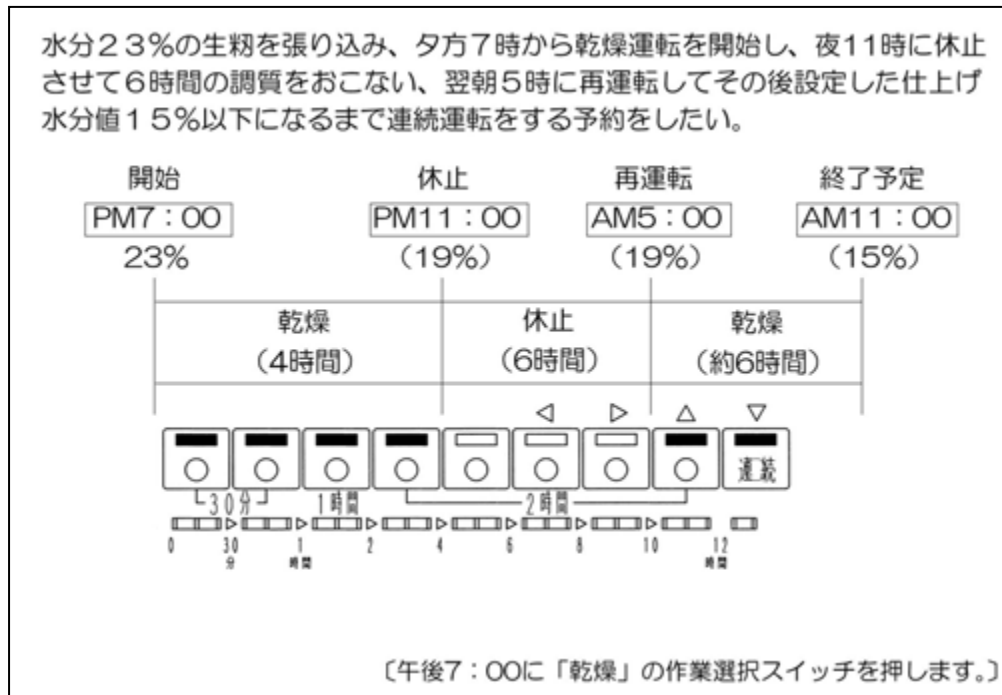 水分２３％の生籾を張り込み、夕方７時から乾燥運転を開始し、夜11時に休止
させて６時間の調質をおこない、翌朝５時に再運転してその後設定した仕上げ
水分値１５％以下になるまで連続運転をする予約をしたい。
開始 休止 再運転 終了予定
PM7：00 PM11：00 AM5：00 AM11：00
23% （19%） （19%） （15%）
乾燥 休止 乾燥
（4時間） （6時間） （約6時間）
◁ ▷ △ ▽
連続
30分 1時間 2時間
0 30分 1時間 2 4 6 8 10 12時間
〔午後7：00に「乾燥」の作業選択スイッチを押します。〕